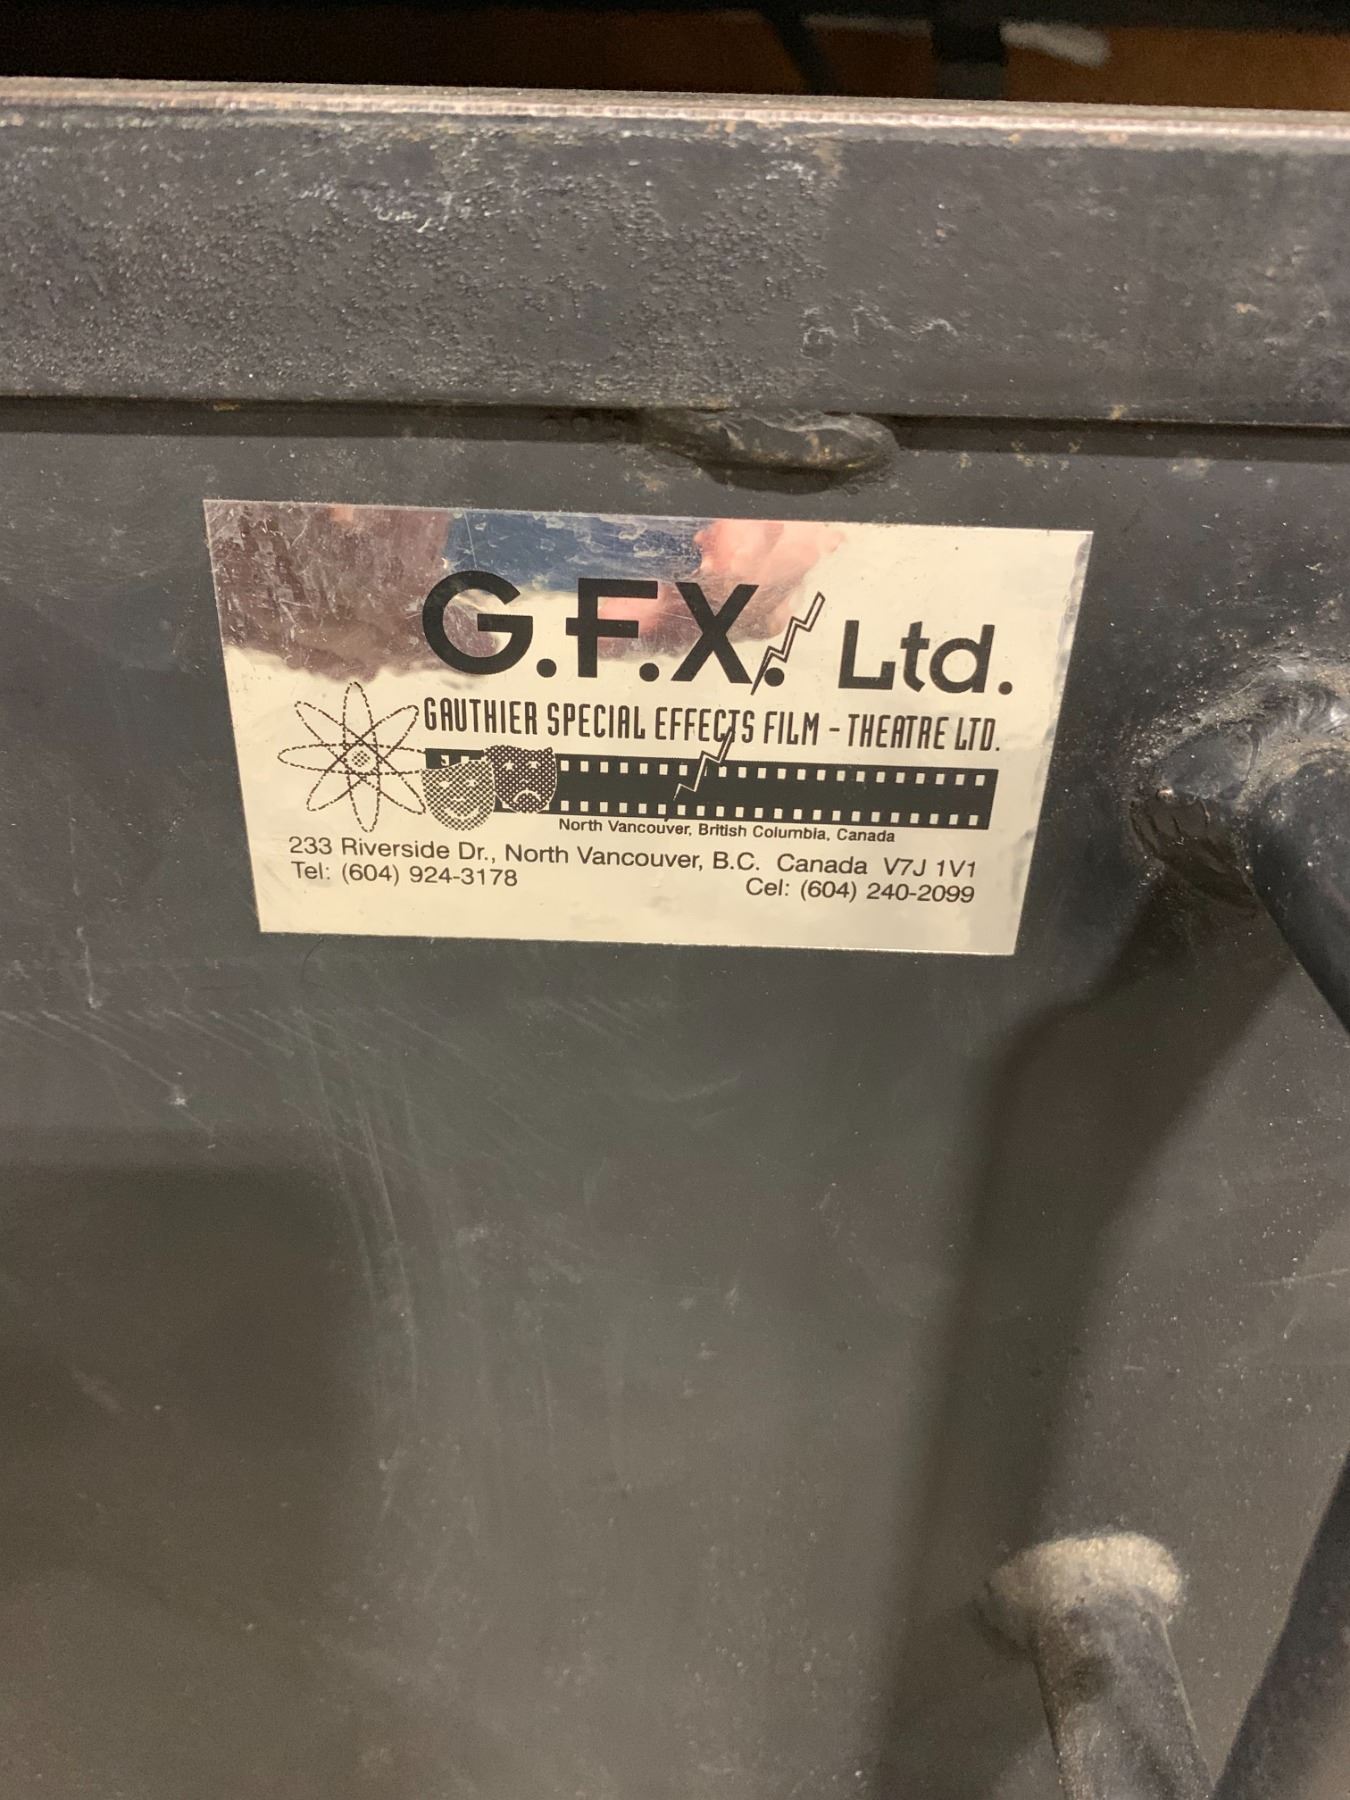 G.F.X. Ltd.
GAUTHIER SPECIAL EFFECTS FILM - THEATRE LTD.
North Vancouver, British Columbia, Canada
233 Riverside Dr., North Vancouver, B.C. Canada V7J 1V1
Tel: (604) 924-3178 Cel: (604) 240-2099